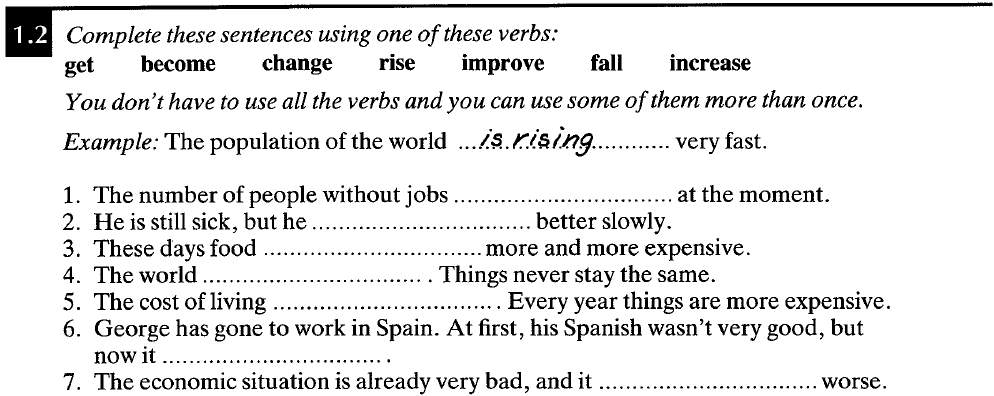 1.2 Complete these sentences using one of these verbs:
get become change rise improve fall increase
You don't have to use all the verbs and you can use some of them more than once.
Example: The population of the world ...is rising............ very fast.
1. The number of people without jobs ................................. at the moment.
2. He is still sick, but he ................................. better slowly.
3. These days food ................................. more and more expensive.
4. The world ................................. . Things never stay the same.
5. The cost of living .................................. Every year things are more expensive.
6. George has gone to work in Spain. At first, his Spanish wasn't very good, but
now it ................................. .
7. The economic situation is already very bad, and it ................................. worse.